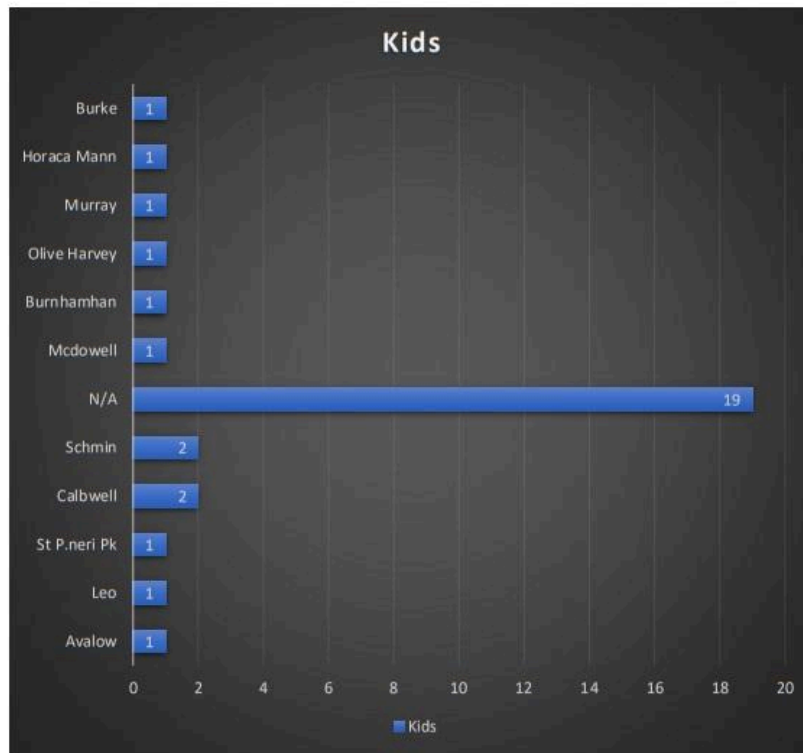 Kids
Burke 1
Horaca Mann 1
Murray 1
Olive Harvey 1
Burnhamhan 1
Mcdowell 1
N/A 19
Schmin 2
Calbwell 2
St P.neri Pk 1
Leo 1
Avalow 1
0 2 4 6 8 10 12 14 16 18 20
Kids